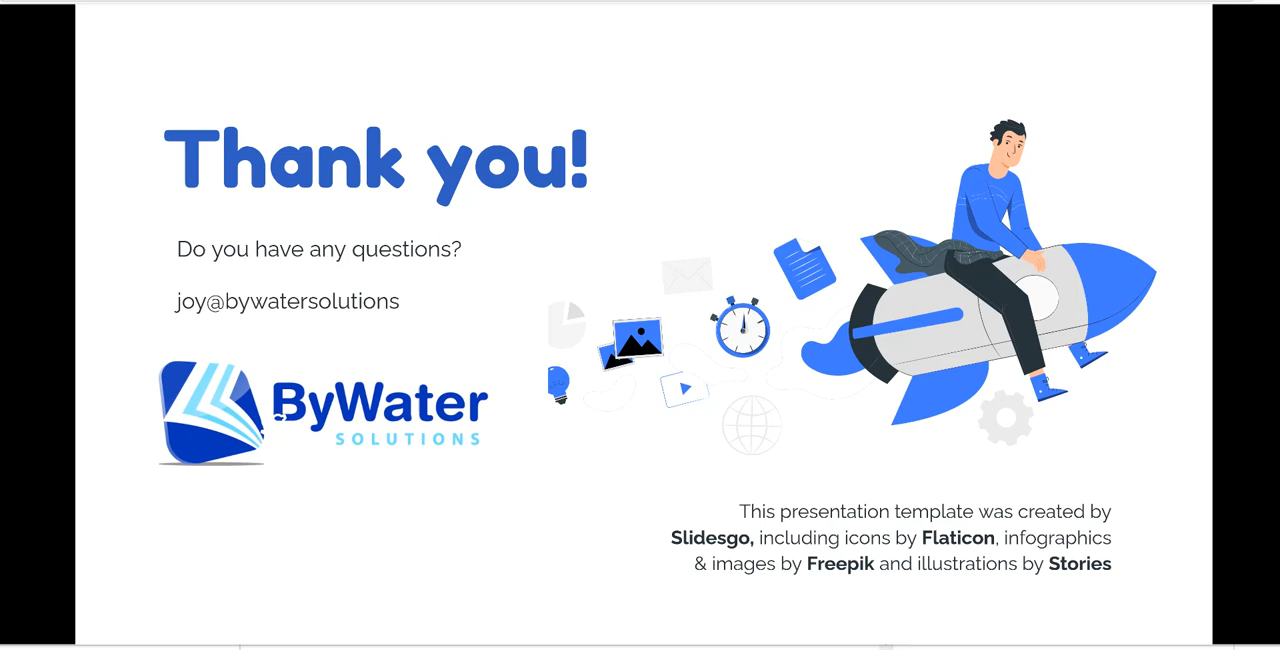 Thank you!
Do you have any questions?
joy@bywatersolutions
ByWater
SOLUTIONS
This presentation template was created by
Slidesgo, including icons by Flaticon, infographics
& images by Freepik and illustrations by Stories